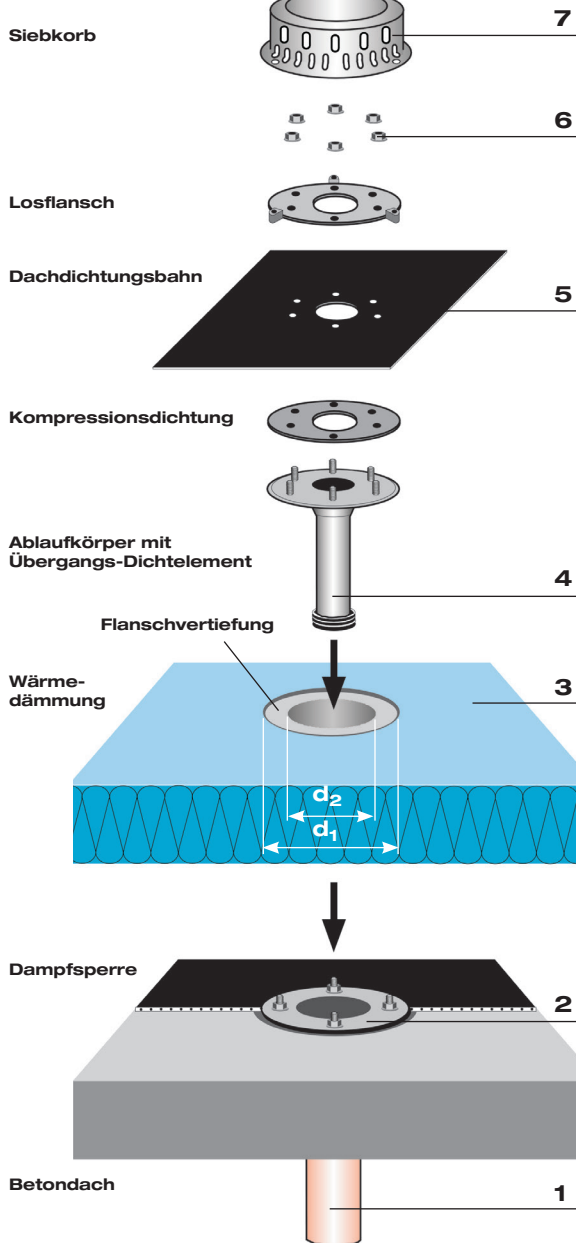 Siebkorb
7
6
Losflansch
Dachdichtungsbahn
5
Kompressionsdichtung
Ablaufkörper mit
Übergangs-Dichtelement
4
Flanschvertiefung
Wärme-
dämmung
3
d₂
d₁
Dampfsperre
2
Betondach
1